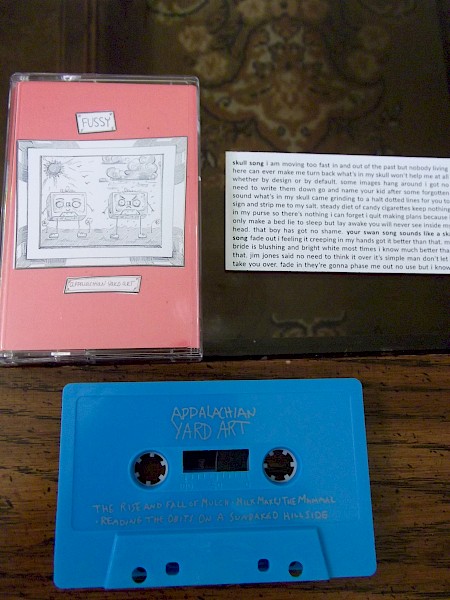 "FUSSY"
"APPALACHIAN YARD ART"
skull song i am moving too fast in and out of the past but nobody living
here can ever make me turn back what's in my skull won't help me at all
whether by design or by default. some images hang around i got no
need to write them down go and name your kid after some forgotten
sound what's in my skull came grinding to a halt dotted lines for you to
sign and strip me to my salt. steady diet of candy cigarettes keep nothing
in my purse so there's nothing i can forget i quit making plans because
only make a bed lie to sleep but lay awake you will never see inside
head. that boy has got no shame. your swan song sounds like a
song fade out i feeling it creeping in my hands got it better than that.
bride is blushing and bright white most times i know much better tha
that. jim jones said no need to think it over it's simple man don't let
take you over. fade in they're gonna phase me out no use but i know
APPALACHIAN
YARD ART
THE RISE AND FALL OF MULCH · MILK MARY THE MINIMAL
· READING THE OBITS ON A SUNBAKED HILLSIDE